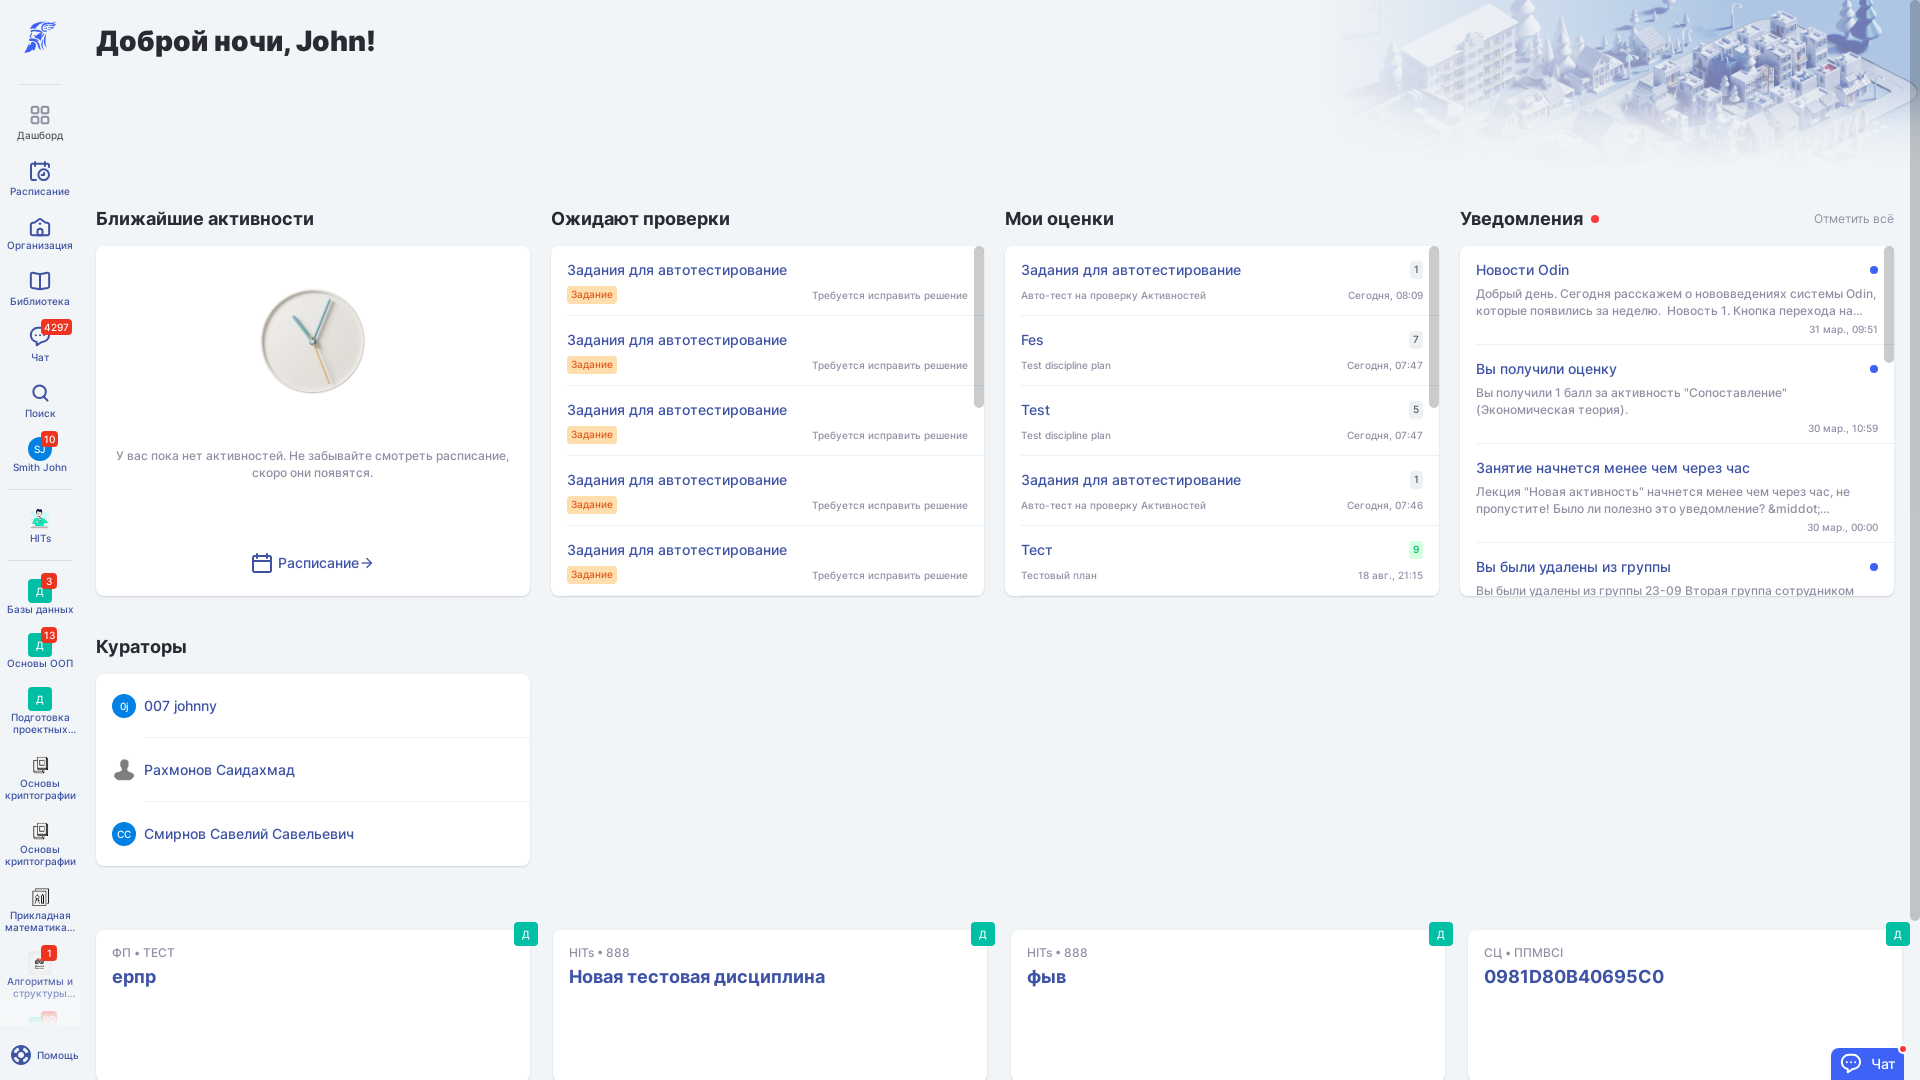 Доброй ночи, John!
Дашборд
Расписание
Организация
Библиотека
4297
Чат
Поиск
10
SJ
Smith John
HITs
3
Д
Базы данных
13
Д
Основы ООП
Д
Подготовка
проектных...
Основы
криптографии
Основы
криптографии
Прикладная
математика...
1
Алгоритмы и
структуры...
Помощь
Ближайшие активности
У вас пока нет активностей. Не забывайте смотреть расписание,
скоро они появятся.
Расписание
Ожидают проверки
Задания для автотестирование
Задание
Требуется исправить решение
Задания для автотестирование
Задание
Требуется исправить решение
Задания для автотестирование
Задание
Требуется исправить решение
Задания для автотестирование
Задание
Требуется исправить решение
Задания для автотестирование
Задание
Требуется исправить решение
Мои оценки
Задания для автотестирование 1
Авто-тест на проверку Активностей Сегодня, 08:09
Fes 7
Test discipline plan Сегодня, 07:47
Test 5
Test discipline plan Сегодня, 07:47
Задания для автотестирование 1
Авто-тест на проверку Активностей Сегодня, 07:46
Тест 9
Тестовый план 18 авг., 21:15
Уведомления
Отметить всё
Новости Odin
Добрый день. Сегодня расскажем о нововведениях системы Odin,
которые появились за неделю. Новость 1. Кнопка перехода на...
31 мар., 09:51
Вы получили оценку
Вы получили 1 балл за активность "Сопоставление"
(Экономическая теория).
30 мар., 10:59
Занятие начнется менее чем через час
Лекция "Новая активность" начнется менее чем через час, не
пропустите! Было ли полезно это уведомление? &middot;...
30 мар., 00:00
Вы были удалены из группы
Вы были удалены из группы 23-09 Вторая группа сотрудником
Кураторы
0j
007 johnny
Рахмонов Саидахмад
СС
Смирнов Савелий Савельевич
Д
ФП • ТЕСТ
ерпр
Д
HITs • 888
Новая тестовая дисциплина
Д
HITs • 888
фыв
Д
СЦ • ППМВСІ
0981D80B40695C0
Чат